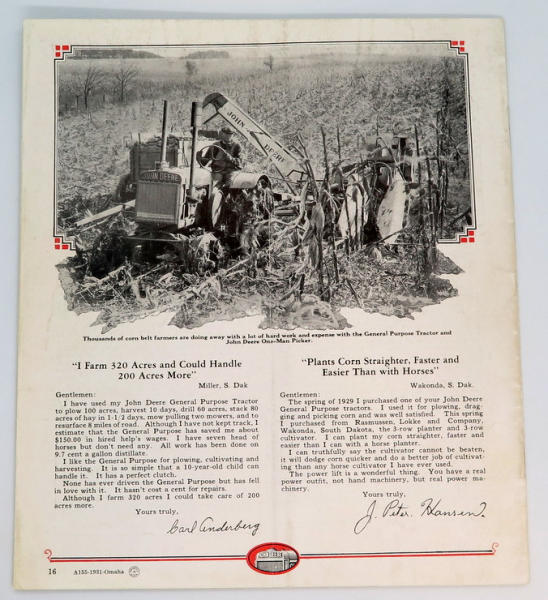 JOHN DEERE
JOHN DEERE
Thousands of corn belt farmers are doing away with a lot of hard work and expense with the General Purpose Tractor and
John Deere One-Man Picker.
"I Farm 320 Acres and Could Handle
200 Acres More"
Miller, S. Dak
Gentlemen:
I have used my John Deere General Purpose Tractor
to plow 100 acres, harvest 10 days, drill 60 acres, stack 80
acres of hay in 1-1/2 days, mow pulling two mowers, and to
resurface 8 miles of road. Although I have not kept track, I
estimate that the General Purpose has saved me about
$150.00 in hired help's wages. I have seven head of
horses but don't need any. All work has been done on
9.7 cent a gallon distillate.
I like the General Purpose for plowing, cultivating and
harvesting. It is so simple that a 10-year-old child can
handle it. It has a perfect clutch.
None has ever driven the General Purpose but has fell
in love with it. It hasn't cost a cent for repairs.
Although I farm 320 acres I could take care of 200
acres more.
Yours truly,
Carl Anderberg
"Plants Corn Straighter, Faster and
Easier Than with Horses"
Wakonda, S. Dak.
Gentlemen:
The spring of 1929 I purchased one of your John Deere
General Purpose tractors. I used it for plowing, drag-
ging and picking corn and was well satisfied. This spring
I purchased from Rasmussen, Lokke and Company,
Wakonda, South Dakota, the 3-row planter and 3-row
cultivator. I can plant my corn straighter, faster and
easier than I can with a horse planter.
I can truthfully say the cultivator cannot be beaten,
it will dodge corn quicker and do a better job of cultivat-
ing than any horse cultivator I have ever used.
The power lift is a wonderful thing. You have a real
power outfit, not hand machinery, but real power ma-
chinery.
Yours truly,
J. Peter Hansen.
16 A155-1931-Omaha